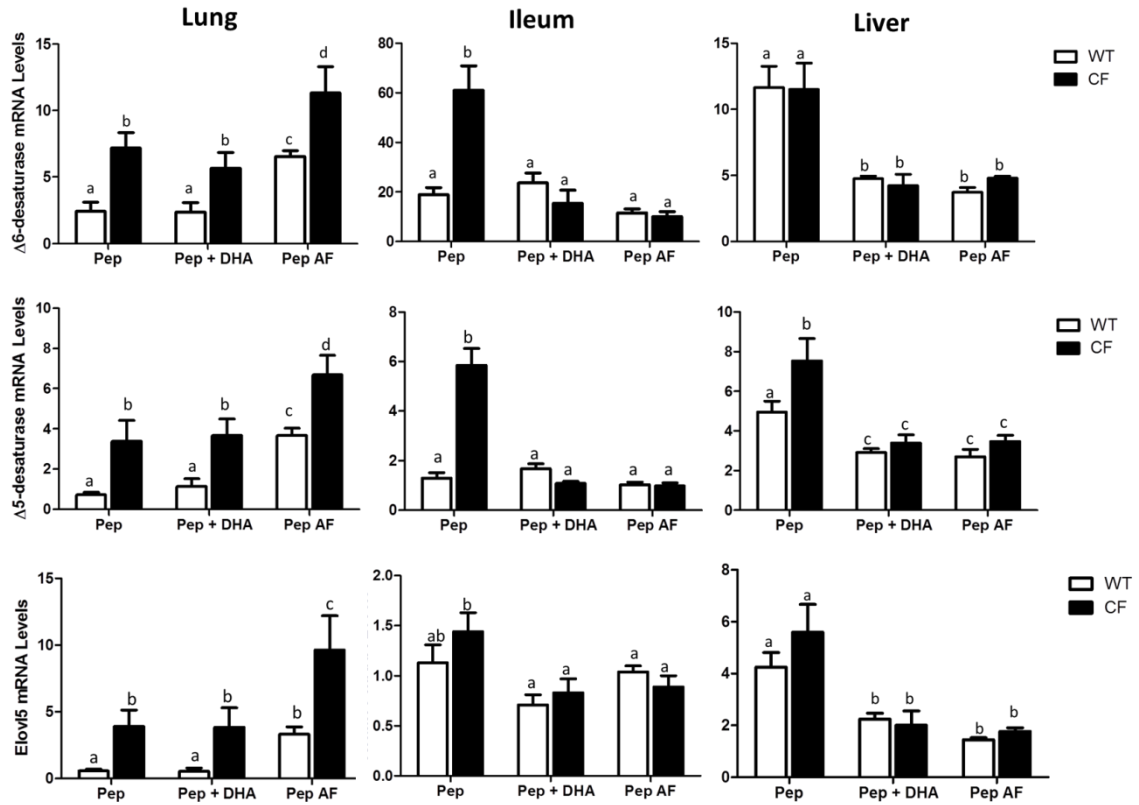 Lung
Ileum
Liver
Δ6-desaturase mRNA Levels
15
10
5
0
a
b
a
b
c
d
Pep
Pep + DHA
Pep AF
80
60
40
20
0
a
b
a
a
a
a
Pep
Pep + DHA
Pep AF
15
10
5
0
a
a
b
b
b
b
Pep
Pep + DHA
Pep AF
WT
CF
Δ5-desaturase mRNA Levels
10
8
6
4
2
0
a
b
a
b
c
d
Pep
Pep + DHA
Pep AF
8
6
4
2
0
a
b
a
a
a
a
Pep
Pep + DHA
Pep AF
10
8
6
4
2
0
a
b
c
c
c
c
Pep
Pep + DHA
Pep AF
WT
CF
Elovl5 mRNA Levels
15
10
5
0
a
b
a
b
b
c
Pep
Pep + DHA
Pep AF
2.0
1.5
1.0
0.5
0.0
ab
b
a
a
a
a
Pep
Pep + DHA
Pep AF
8
6
4
2
0
a
a
b
b
b
b
Pep
Pep + DHA
Pep AF
WT
CF